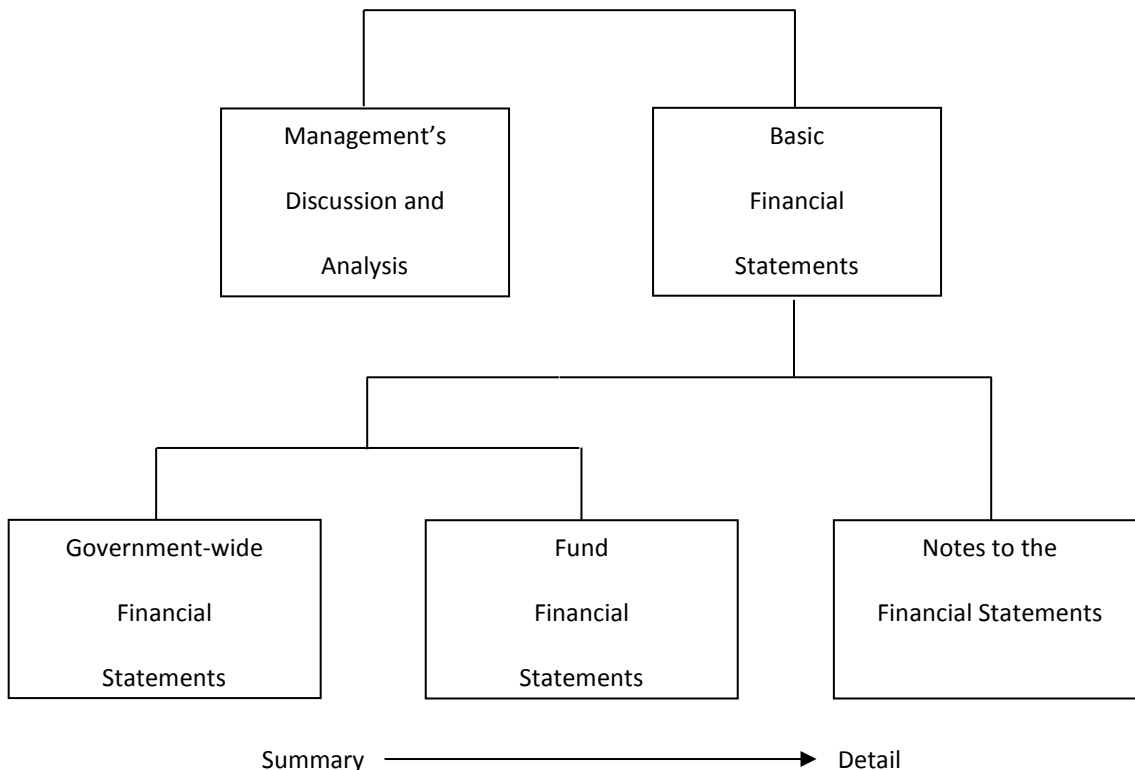 Management’s
Discussion and
Analysis
Basic
Financial
Statements
Government-wide
Financial
Statements
Fund
Financial
Statements
Notes to the
Financial Statements
Summary
Detail